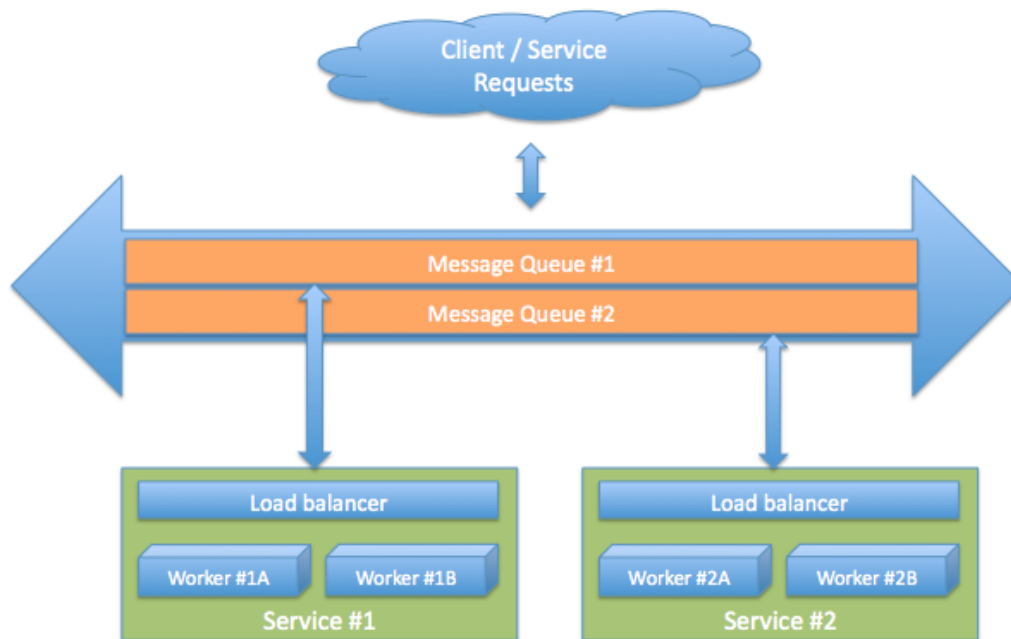 Client / Service
Requests
Message Queue #1
Message Queue #2
Load balancer
Worker #1A
Worker #1B
Service #1
Load balancer
Worker #2A
Worker #2B
Service #2